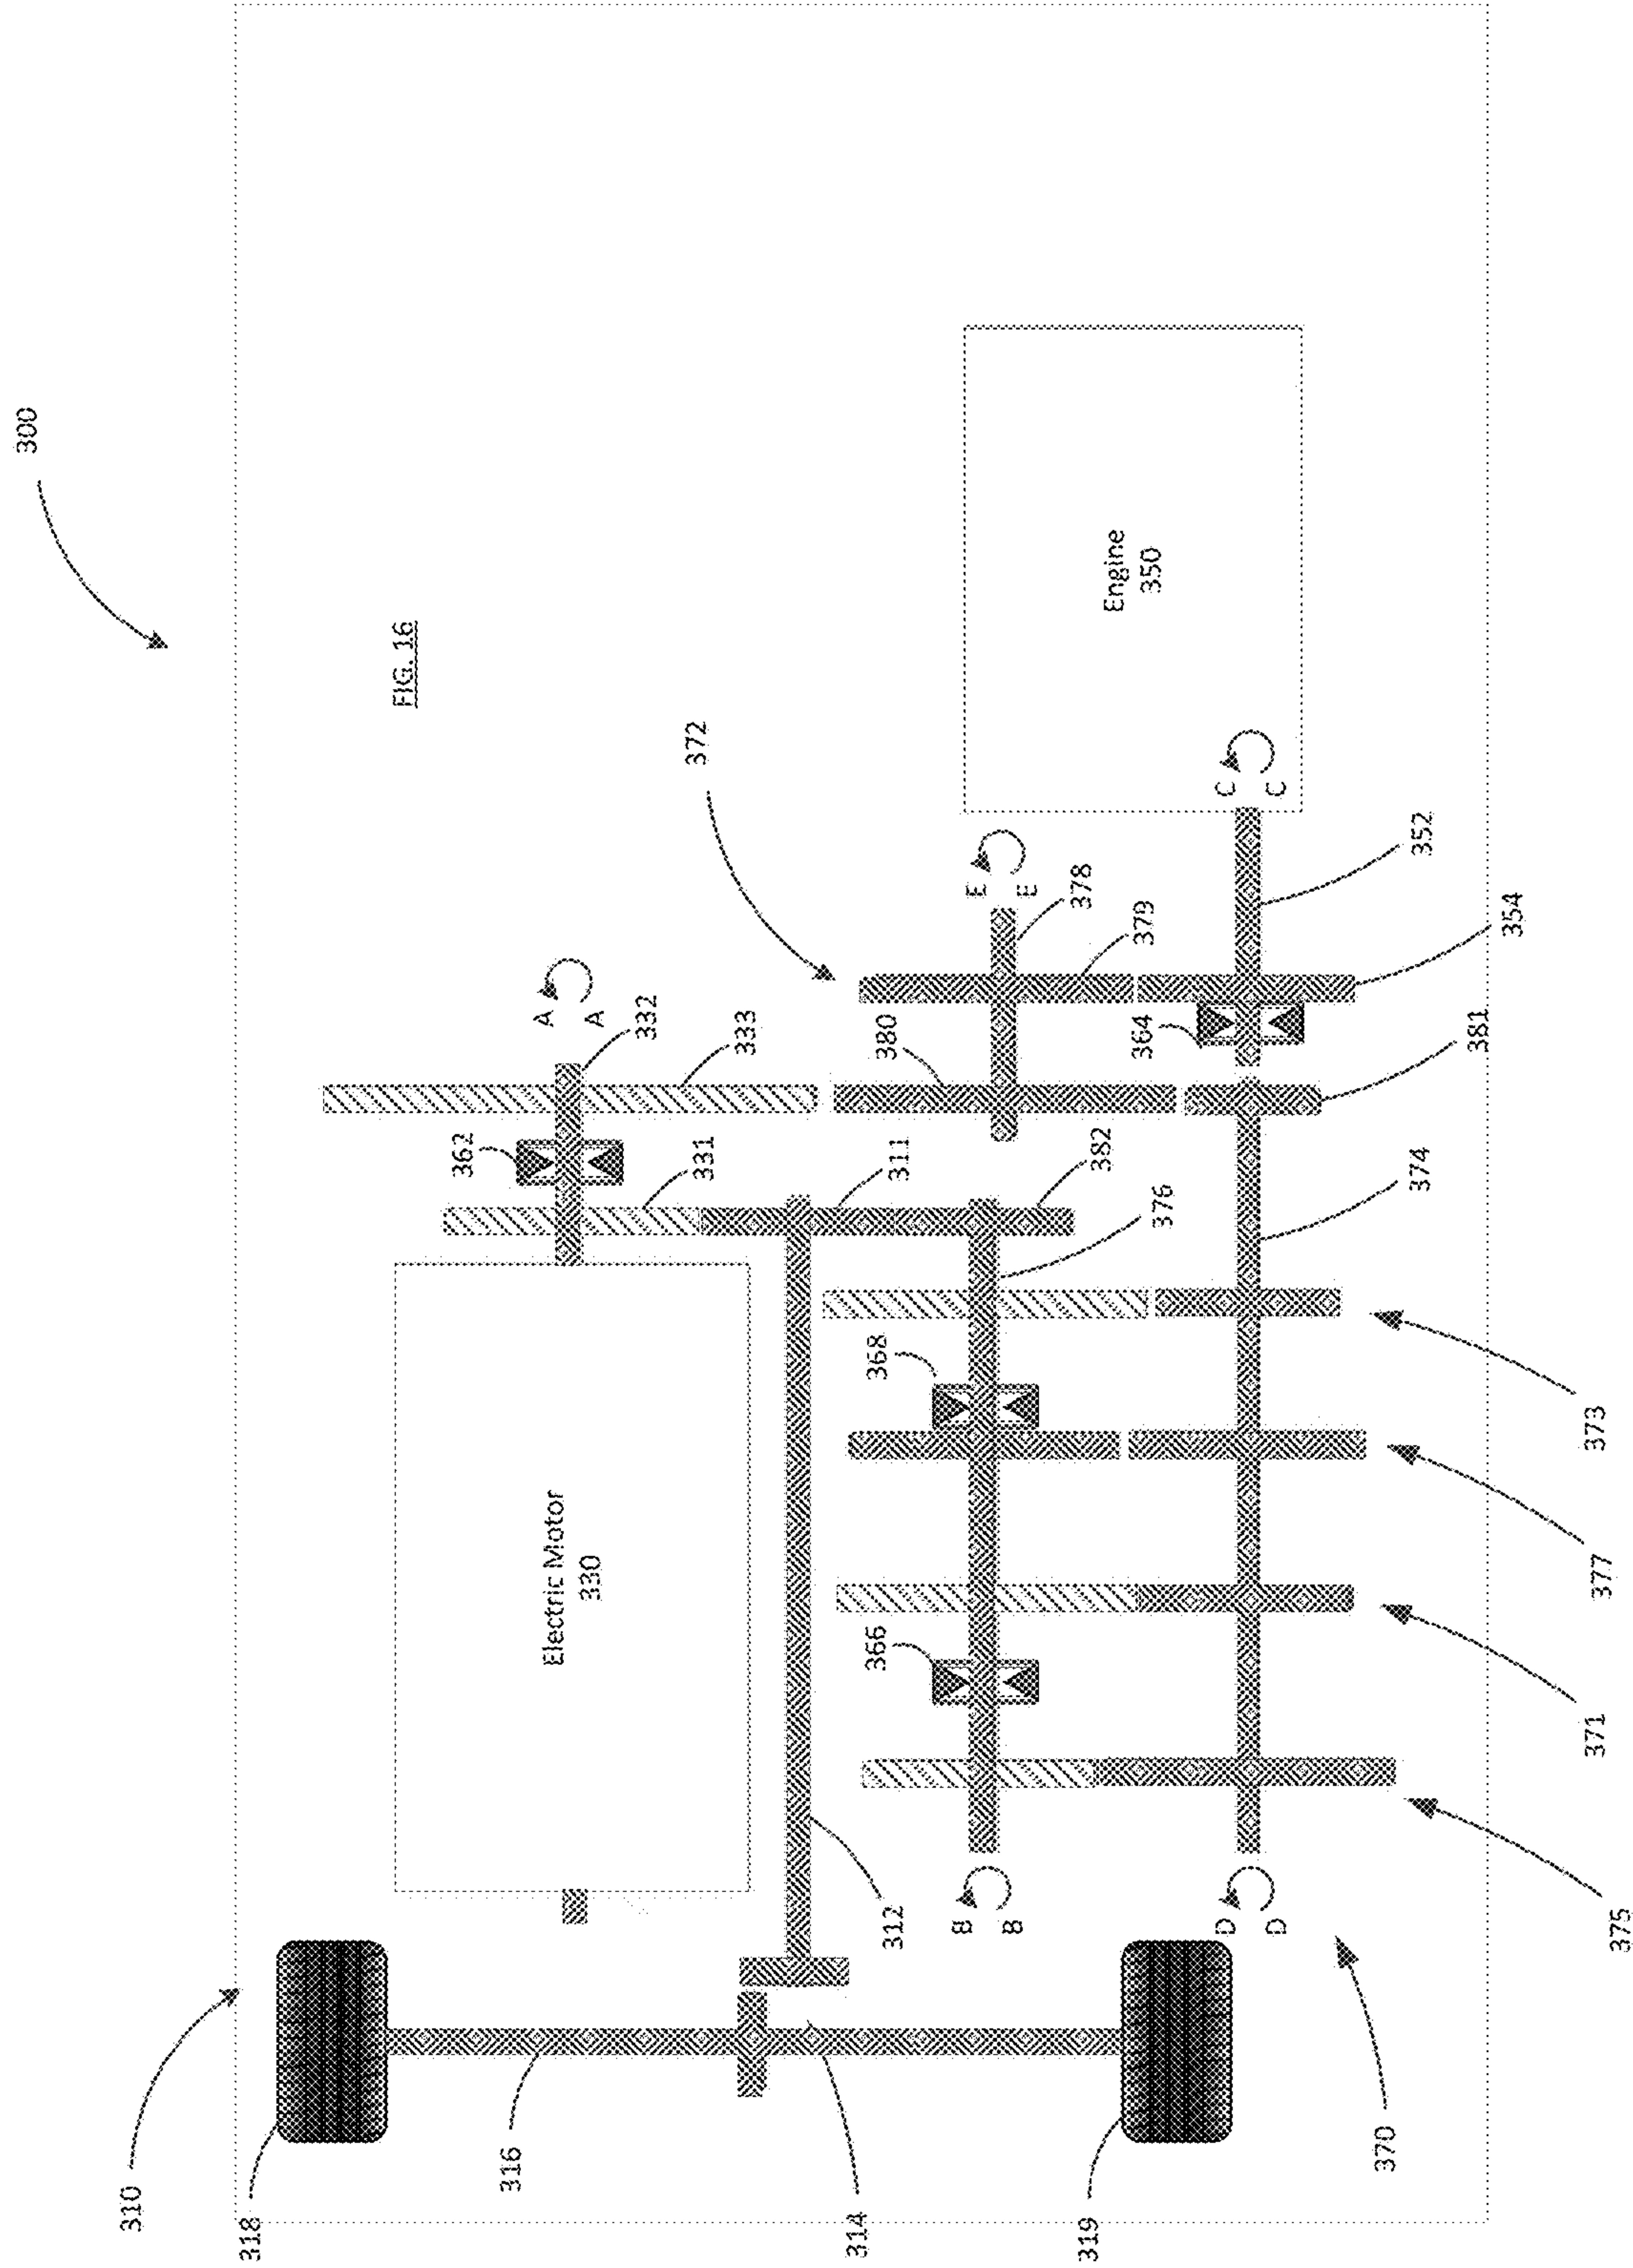 300
FIG. 16
372
Engine
350
C
C
352
354
E
E
378
379
364
380
381
A
A
332
333
362
331
311
382
376
374
368
373
377
Electric Motor
330
366
371
375
B
B
D
D
312
310
318
316
314
319
370